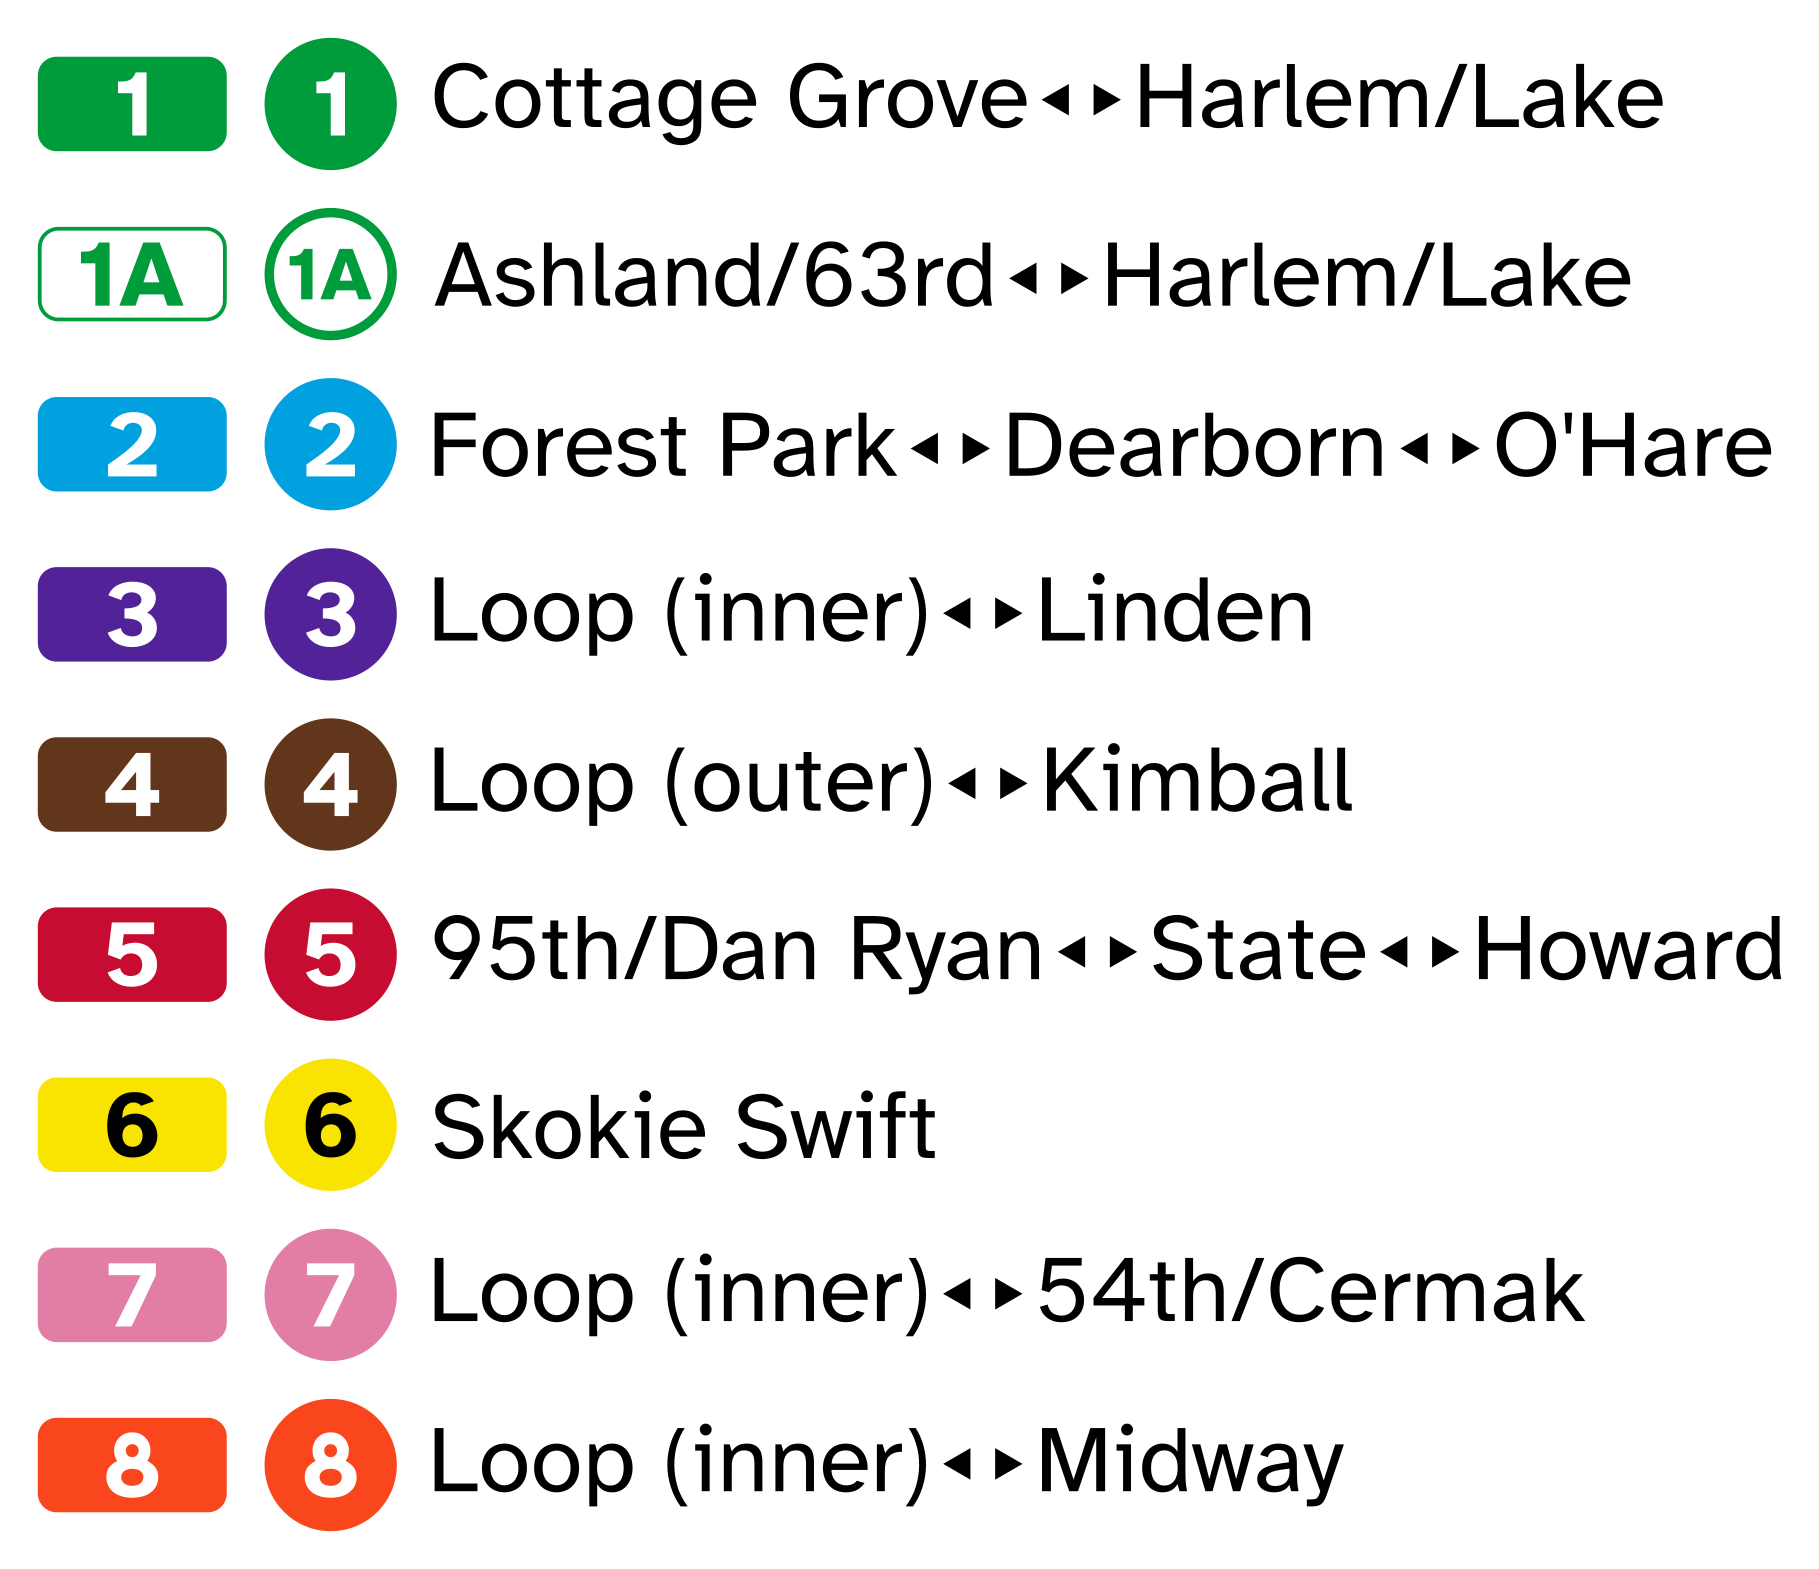 1 1 Cottage Grove◄ ►Harlem/Lake
1A 1A Ashland/63rd◄ ►Harlem/Lake
2 2 Forest Park◄ ►Dearborn◄ ►O'Hare
3 3 Loop (inner)◄ ►Linden
4 4 Loop (outer)◄ ►Kimball
5 5 95th/Dan Ryan◄ ►State◄ ►Howard
6 6 Skokie Swift
7 7 Loop (inner)◄ ►54th/Cermak
8 8 Loop (inner)◄ ►Midway